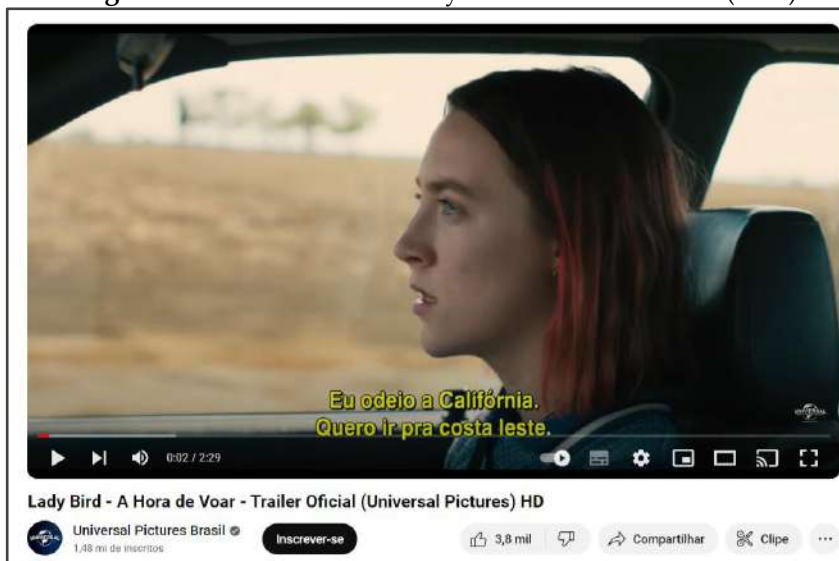 Eu odeio a Califórnia.
Quero ir pra costa leste.
UNIVERSAL
0:02 / 2:29
Lady Bird - A Hora de Voar - Trailer Oficial (Universal Pictures) HD
Universal Pictures Brasil
1,48 mi de inscritos
Inscrever-se
3,8 mil
Compartilhar
Clipe